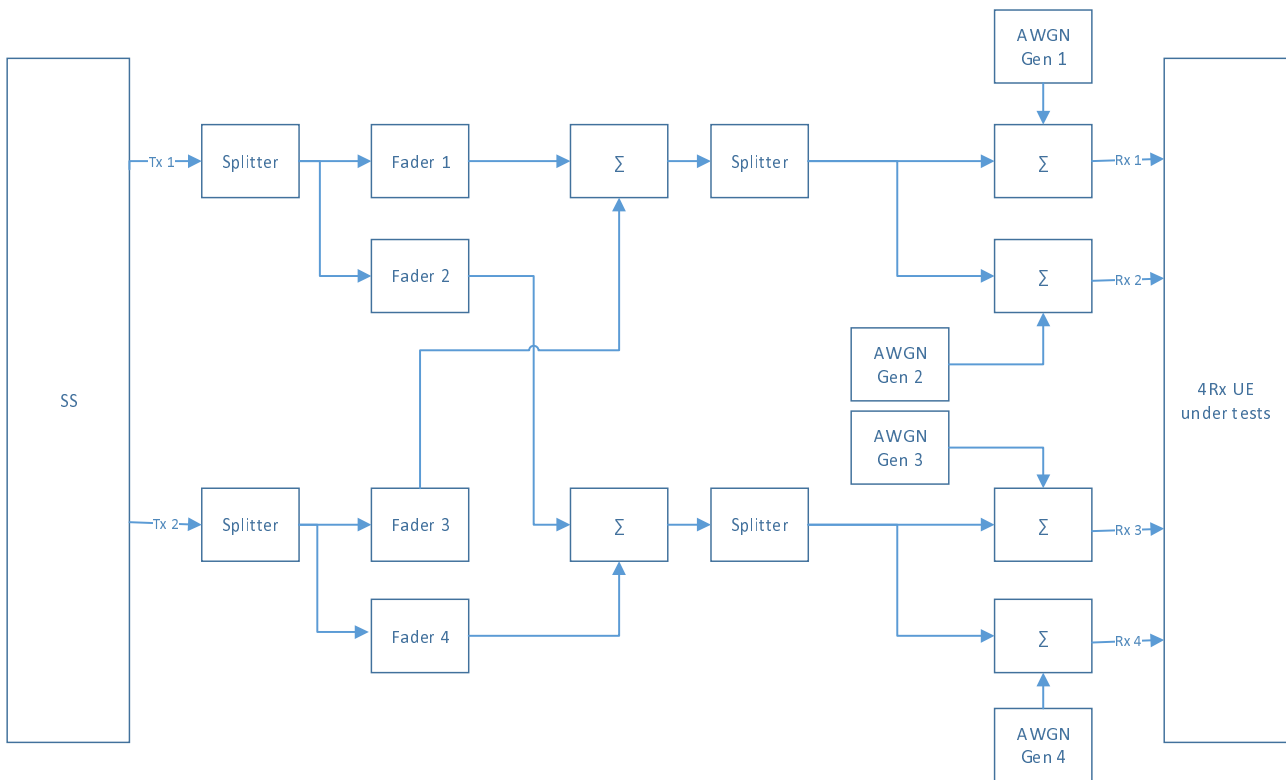 AWGN
Gen 1
Tx 1
Splitter
Fader 1
Σ
Splitter
Σ
Rx 1
Fader 2
Σ
Rx 2
AWGN
Gen 2
SS
4Rx UE
under tests
AWGN
Gen 3
Tx 2
Splitter
Fader 3
Σ
Splitter
Σ
Rx 3
Fader 4
Σ
Rx 4
AWGN
Gen 4